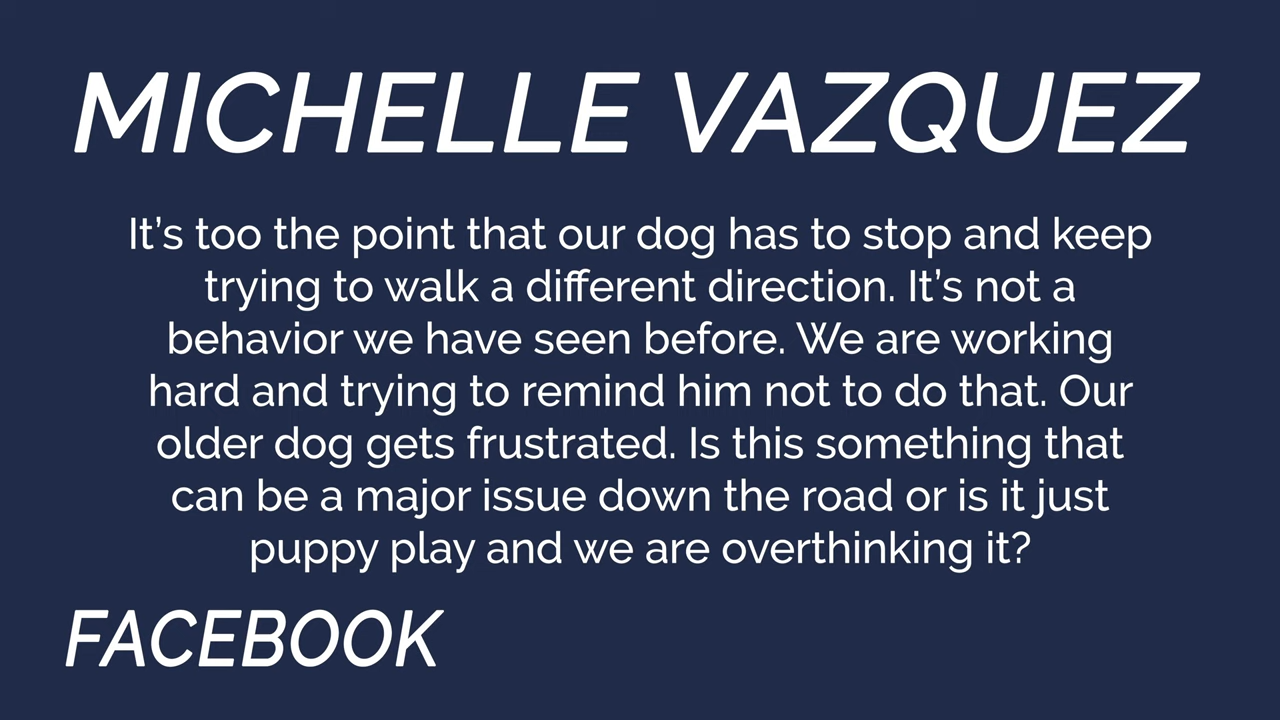 MICHELLE VAZQUEZ
It's too the point that our dog has to stop and keep
trying to walk a different direction. It's not a
behavior we have seen before. We are working
hard and trying to remind him not to do that. Our
older dog gets frustrated. Is this something that
can be a major issue down the road or is it just
puppy play and we are overthinking it?
FACEBOOK